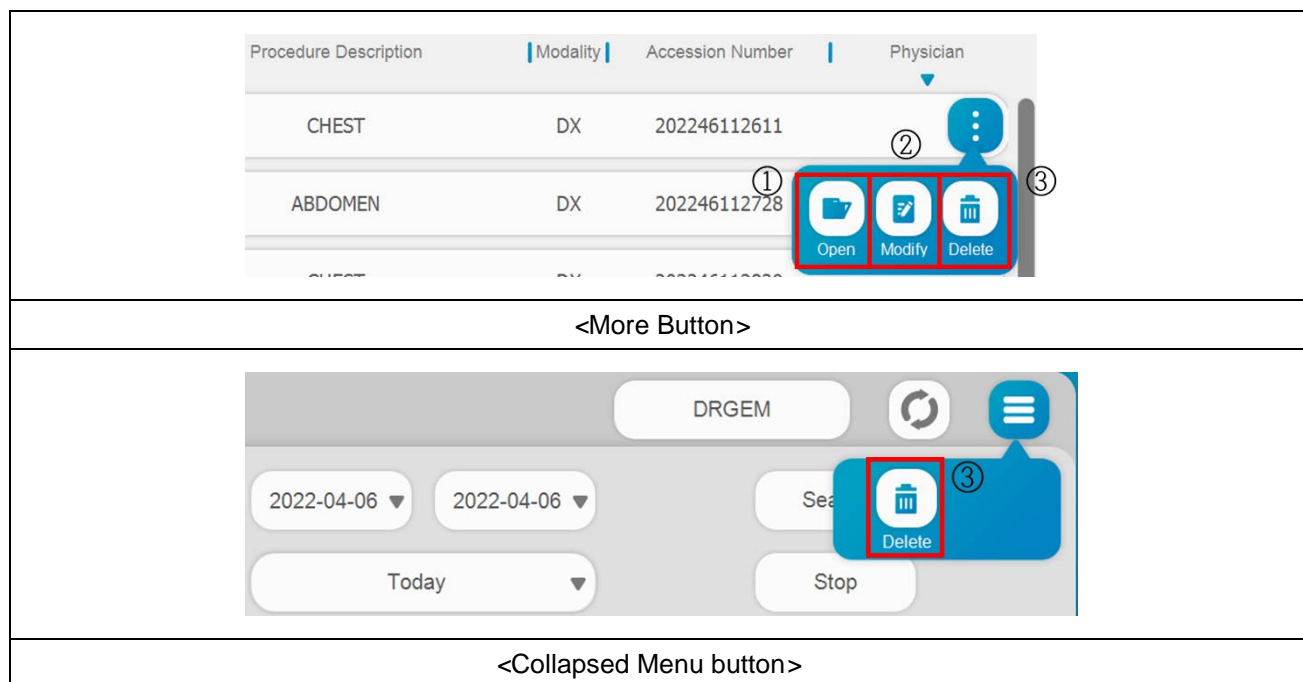 Procedure Description Modality Accession Number Physician
CHEST DX 202246112611
②
① ③
ABDOMEN DX 202246112728
Open Modify Delete
<More Button>
DRGEM
2022-04-06 2022-04-06
③
Delete
Today Stop
<Collapsed Menu button>